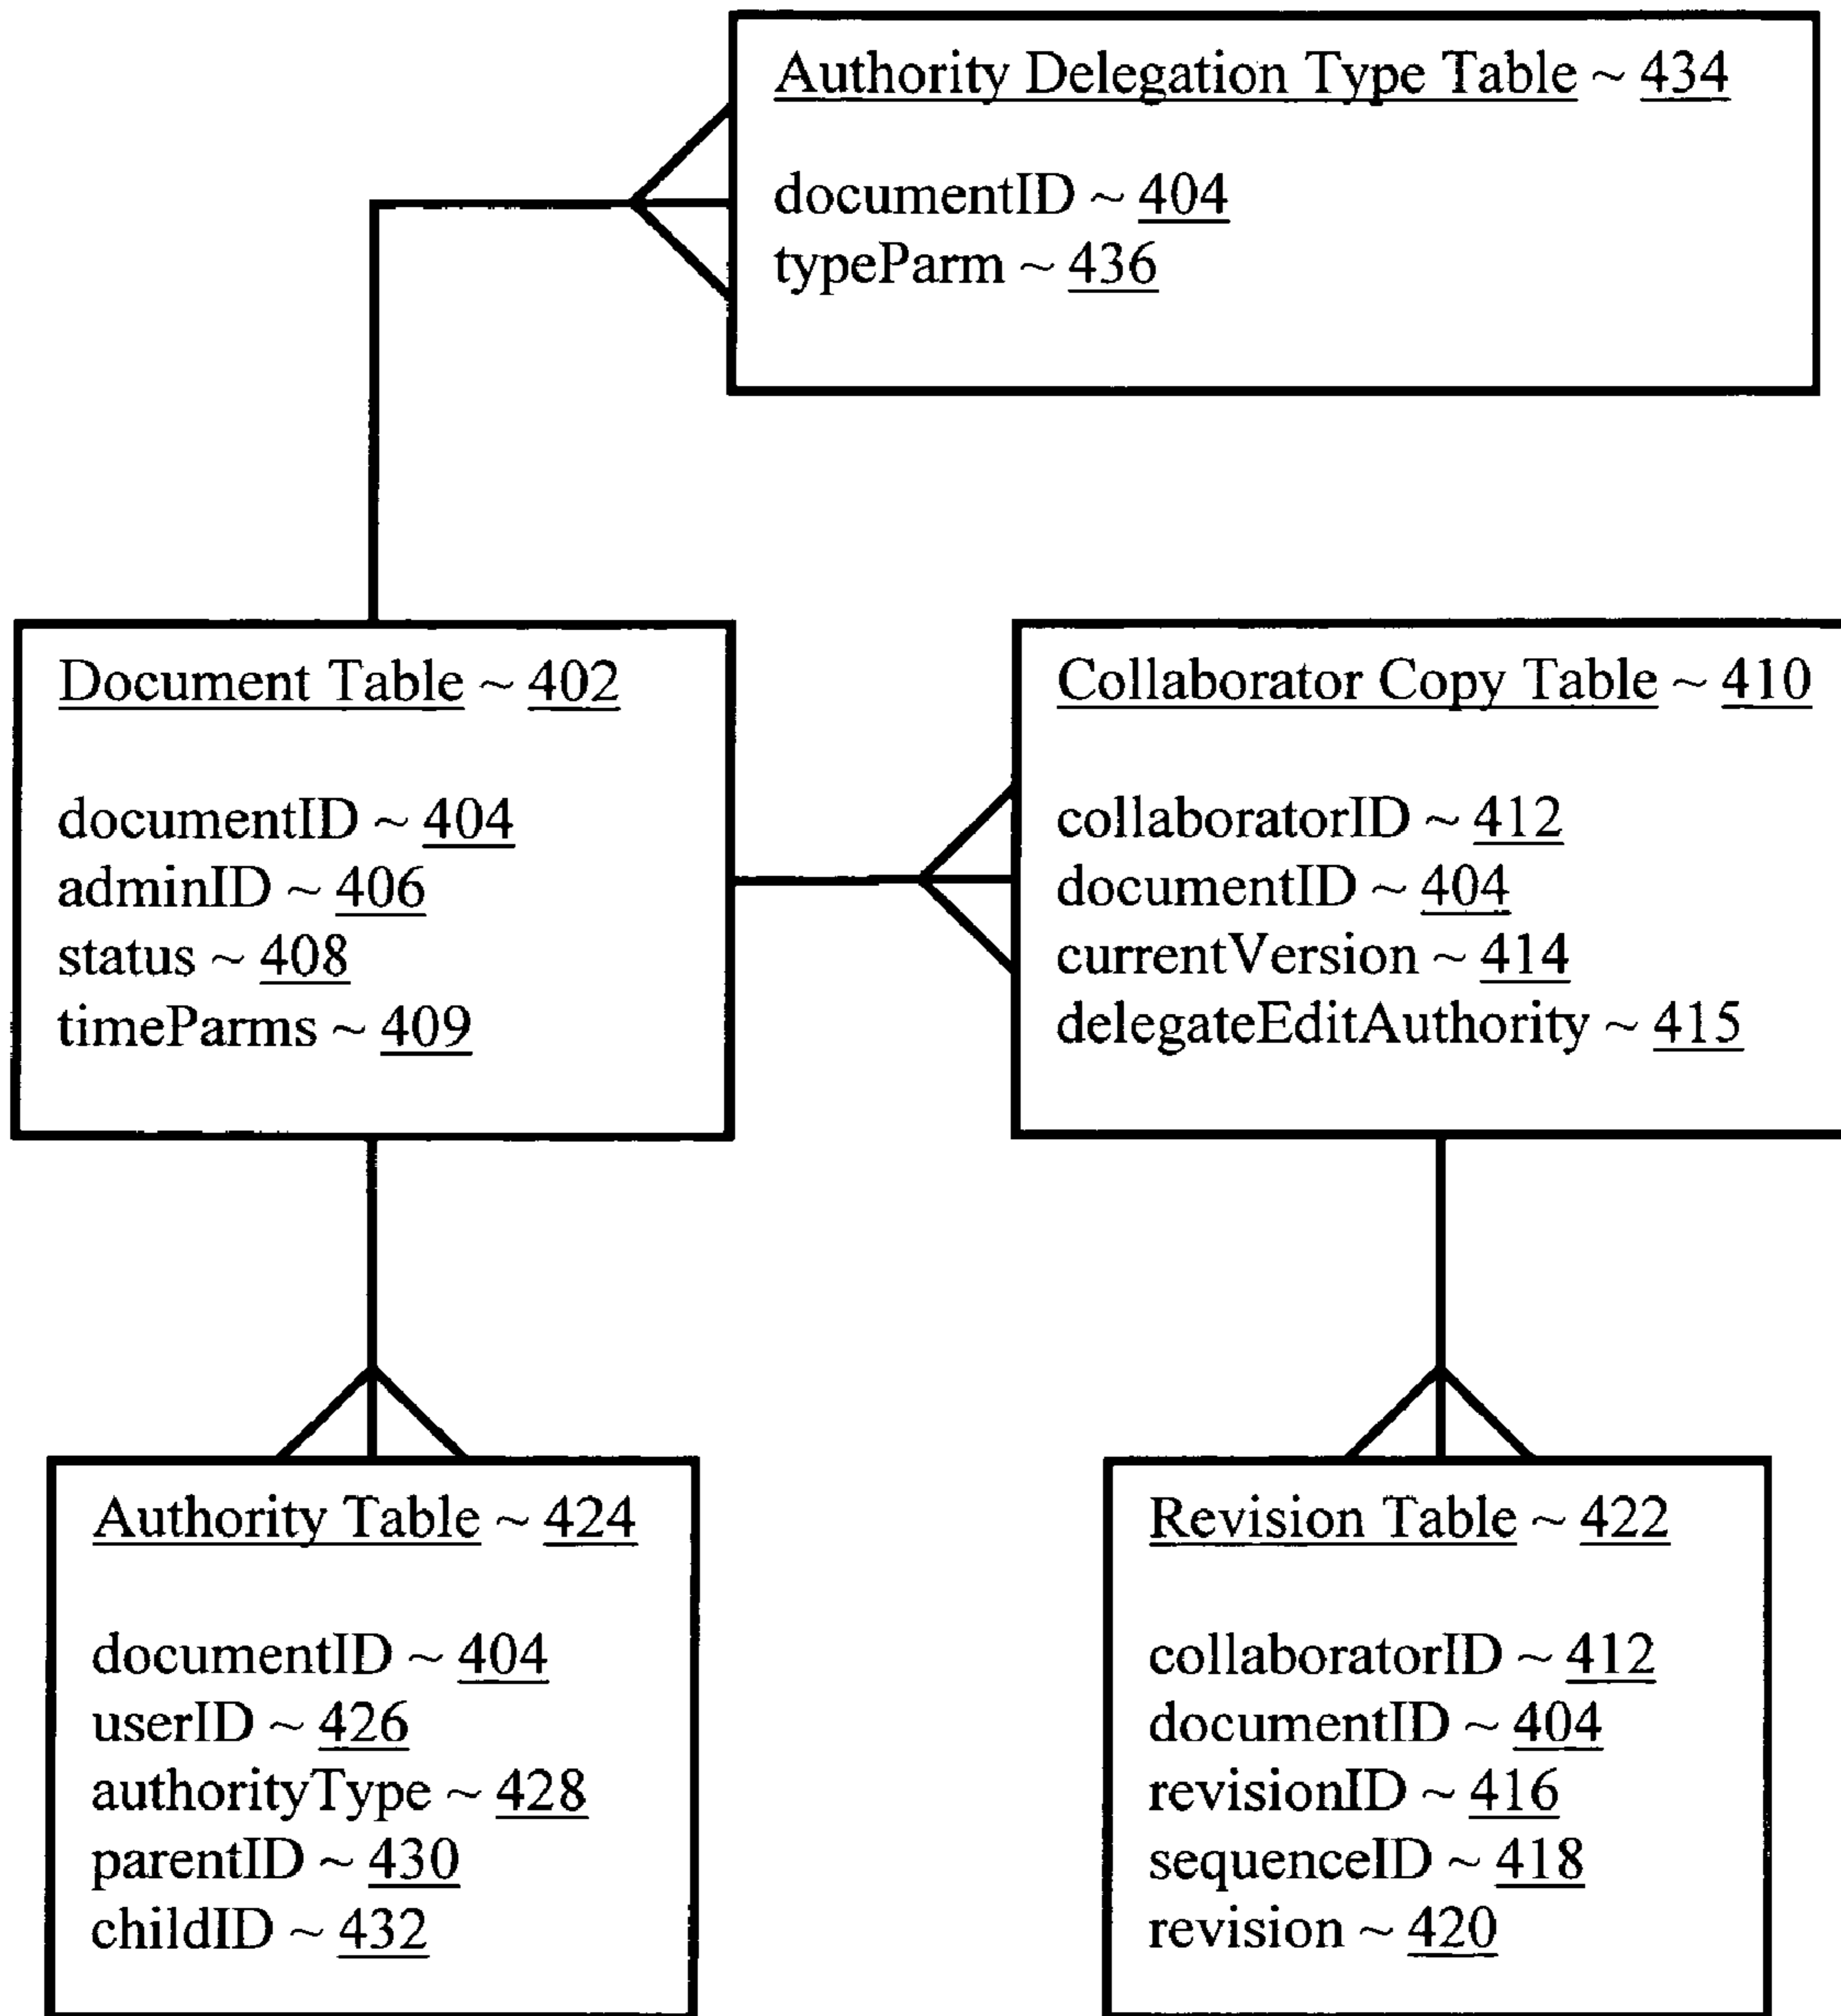 Authority Delegation Type Table ~ 434
documentID ~ 404
typeParm ~ 436
Document Table ~ 402
documentID ~ 404
adminID ~ 406
status ~ 408
timeParms ~ 409
Collaborator Copy Table ~ 410
collaboratorID ~ 412
documentID ~ 404
currentVersion ~ 414
delegateEditAuthority ~ 415
Authority Table ~ 424
documentID ~ 404
userID ~ 426
authorityType ~ 428
parentID ~ 430
childID ~ 432
Revision Table ~ 422
collaboratorID ~ 412
documentID ~ 404
revisionID ~ 416
sequenceID ~ 418
revision ~ 420